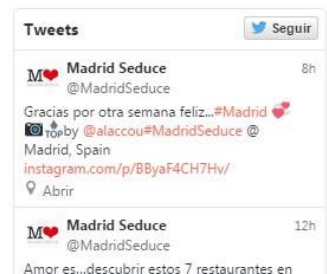 Tweets
Seguir
M❤
Madrid Seduce
8h
@MadridSeduce
Gracias por otra semana feliz...#Madrid 💞
📷🔝by @alaccou#MadridSeduce @
Madrid, Spain
instagram.com/p/BByaF4CH7Hv/
Abrir
M❤
Madrid Seduce
12h
@MadridSeduce
Amor es...descubrir estos 7 restaurantes en